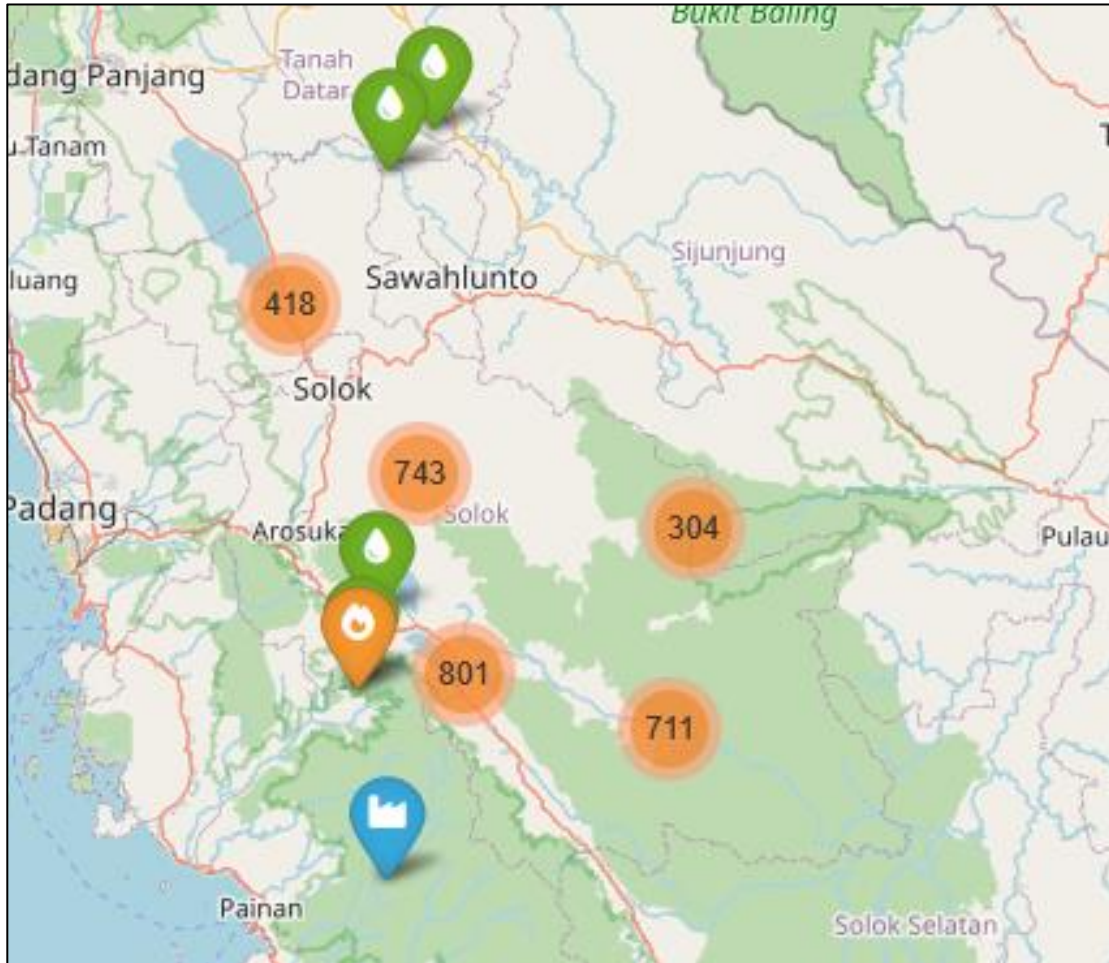 Bukit Baling
Tanah
Datar
dang Panjang
u Tanam
Sijunjung
luang
Sawahlunto
418
Solok
743
Padang
Solok
304
Arosuka
Pulau
801
711
Painan
Solok Selatan